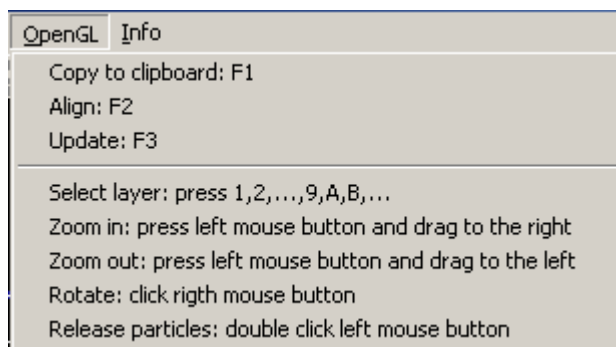 OpenGL Info
Copy to clipboard: F1
Align: F2
Update: F3
Select layer: press 1,2,...,9,A,B,...
Zoom in: press left mouse button and drag to the right
Zoom out: press left mouse button and drag to the left
Rotate: click rigth mouse button
Release particles: double click left mouse button